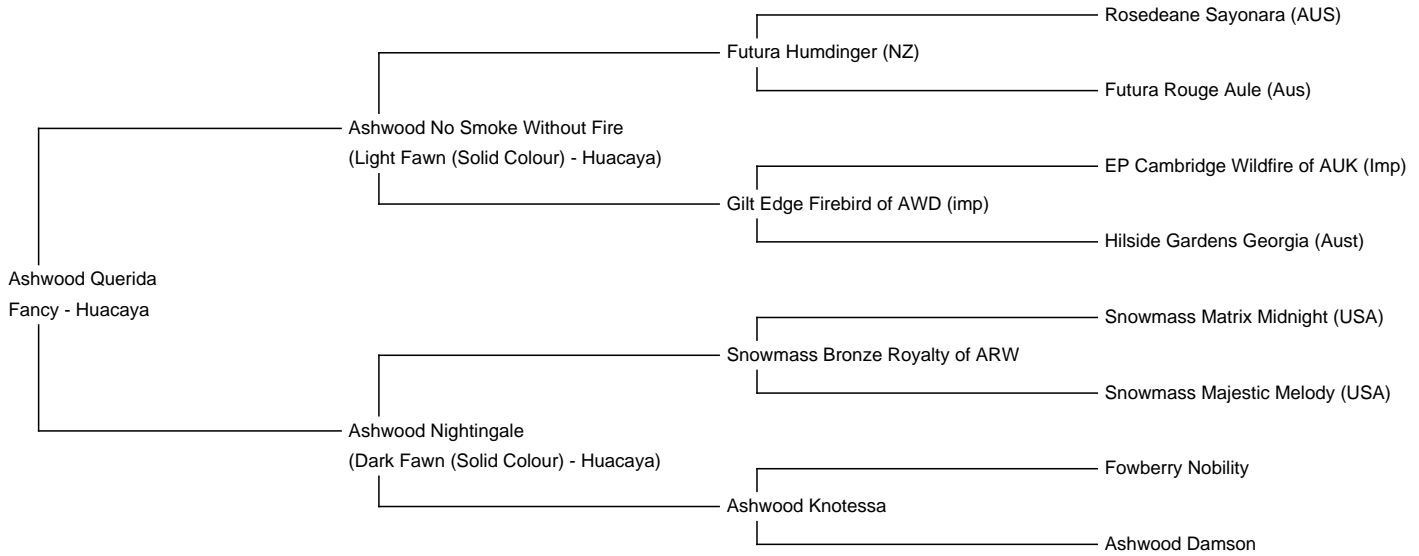 Rosedeane Sayonara (AUS)
Futura Humdinger (NZ)
Futura Rouge Aule (Aus)
Ashwood No Smoke Without Fire
(Light Fawn (Solid Colour) - Huacaya)
EP Cambridge Wildfire of AUK (Imp)
Gilt Edge Firebird of AWD (imp)
Hilside Gardens Georgia (Aust)
Ashwood Querida
Fancy - Huacaya
Snowmass Matrix Midnight (USA)
Snowmass Bronze Royalty of ARW
Snowmass Majestic Melody (USA)
Ashwood Nightingale
(Dark Fawn (Solid Colour) - Huacaya)
Fowberry Nobility
Ashwood Knotessa
Ashwood Damson